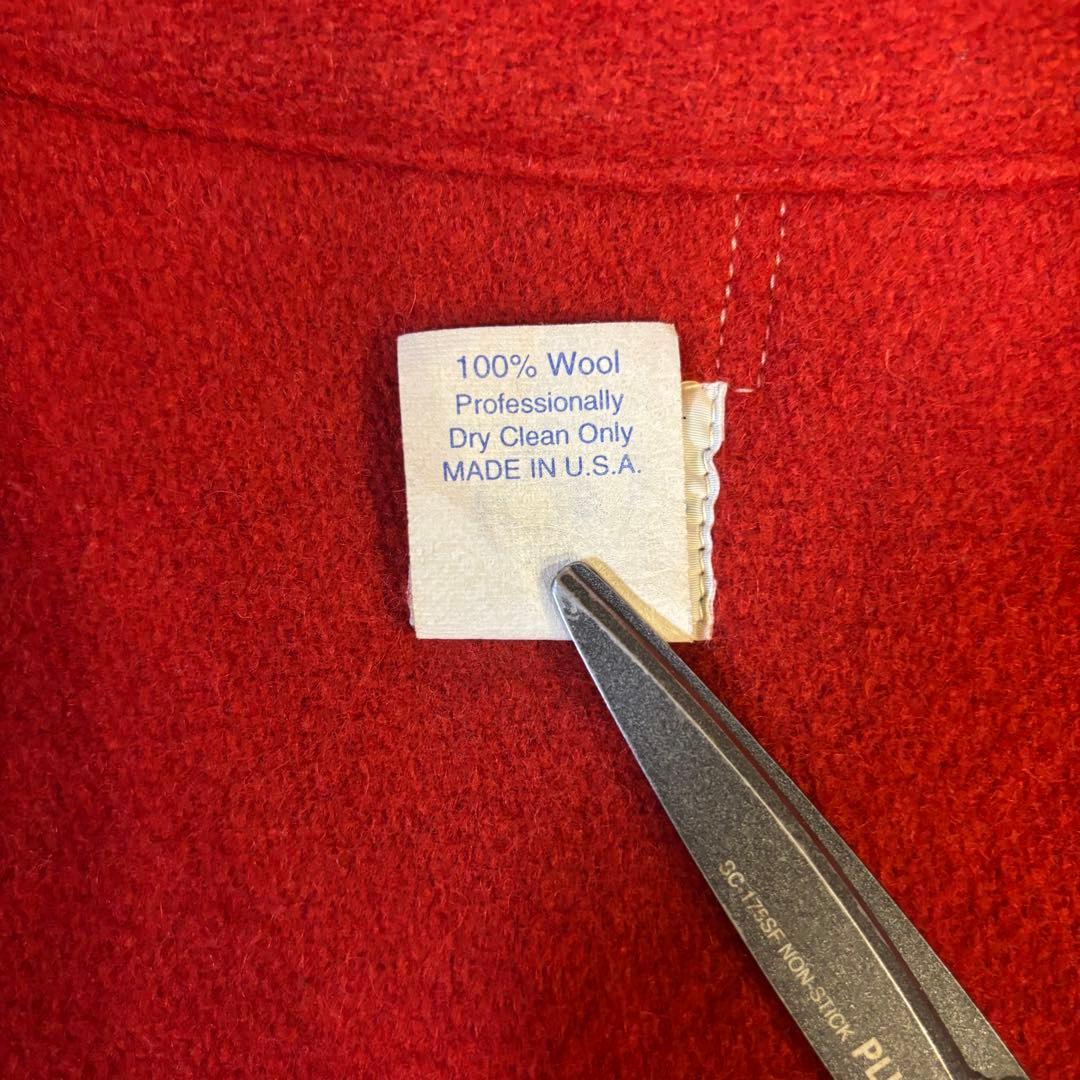 100% Wool
Professionally
Dry Clean Only
MADE IN U.S.A.
SC-175SF NON-STICK